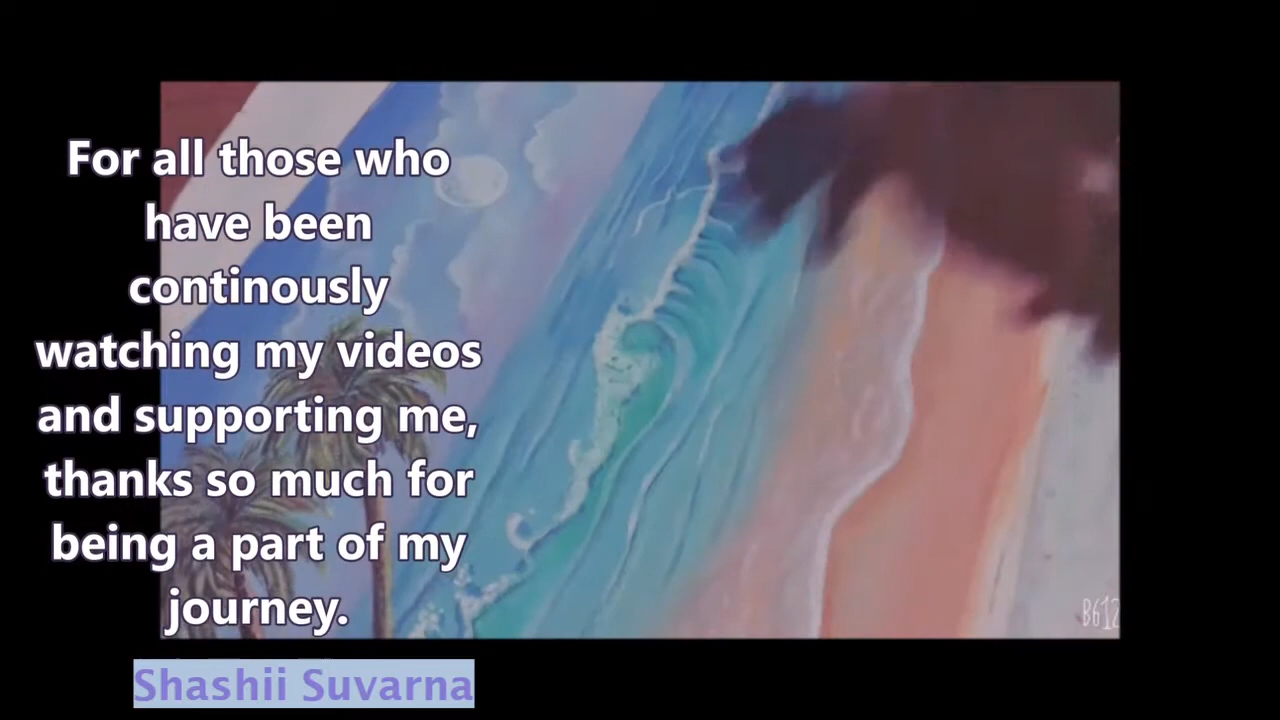 For all those who
have been
continously
watching my videos
and supporting me,
thanks so much for
being a part of my
journey.
B612
Shashii Suvarna